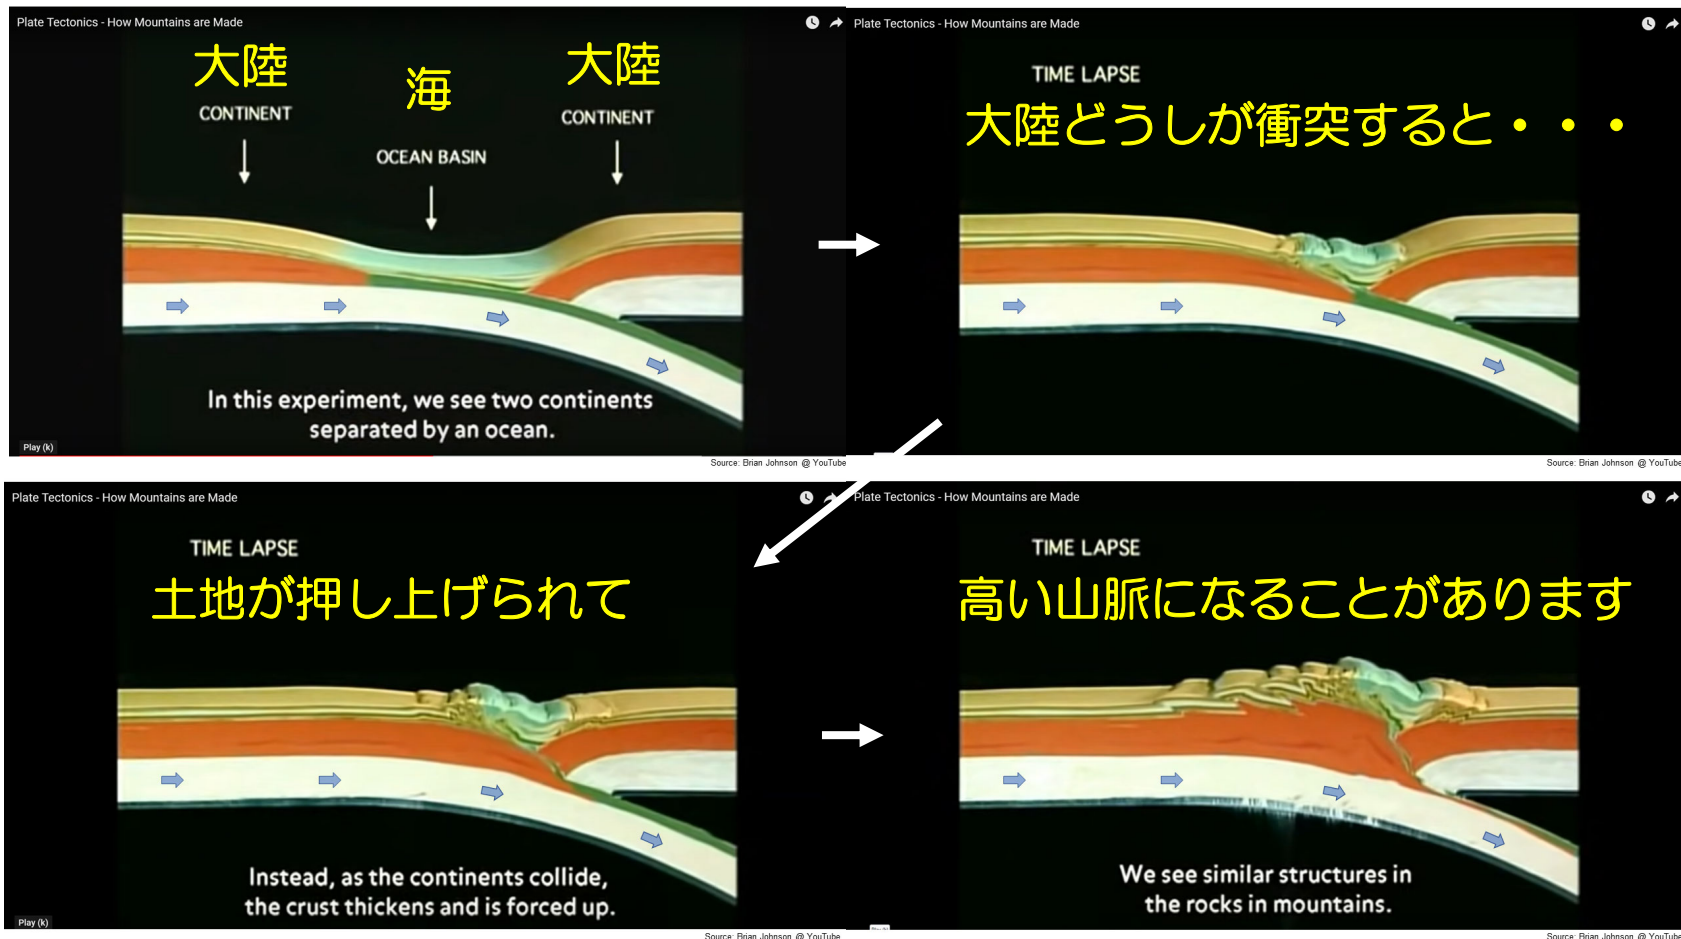 Plate Tectonics - How Mountains are Made
大陸
海
大陸
CONTINENT
OCEAN BASIN
CONTINENT
In this experiment, we see two continents
separated by an ocean.
Play (k)
Source: Brian Johnson @ YouTube
Plate Tectonics - How Mountains are Made
TIME LAPSE
大陸どうしが衝突すると・・・
Source: Brian Johnson @ YouTube
Plate Tectonics - How Mountains are Made
TIME LAPSE
土地が押し上げられて
Instead, as the continents collide,
the crust thickens and is forced up.
Play (k)
Source: Brian Johnson @ YouTube
Plate Tectonics - How Mountains are Made
TIME LAPSE
高い山脈になることがあります
We see similar structures in
the rocks in mountains.
Source: Brian Johnson @ YouTube